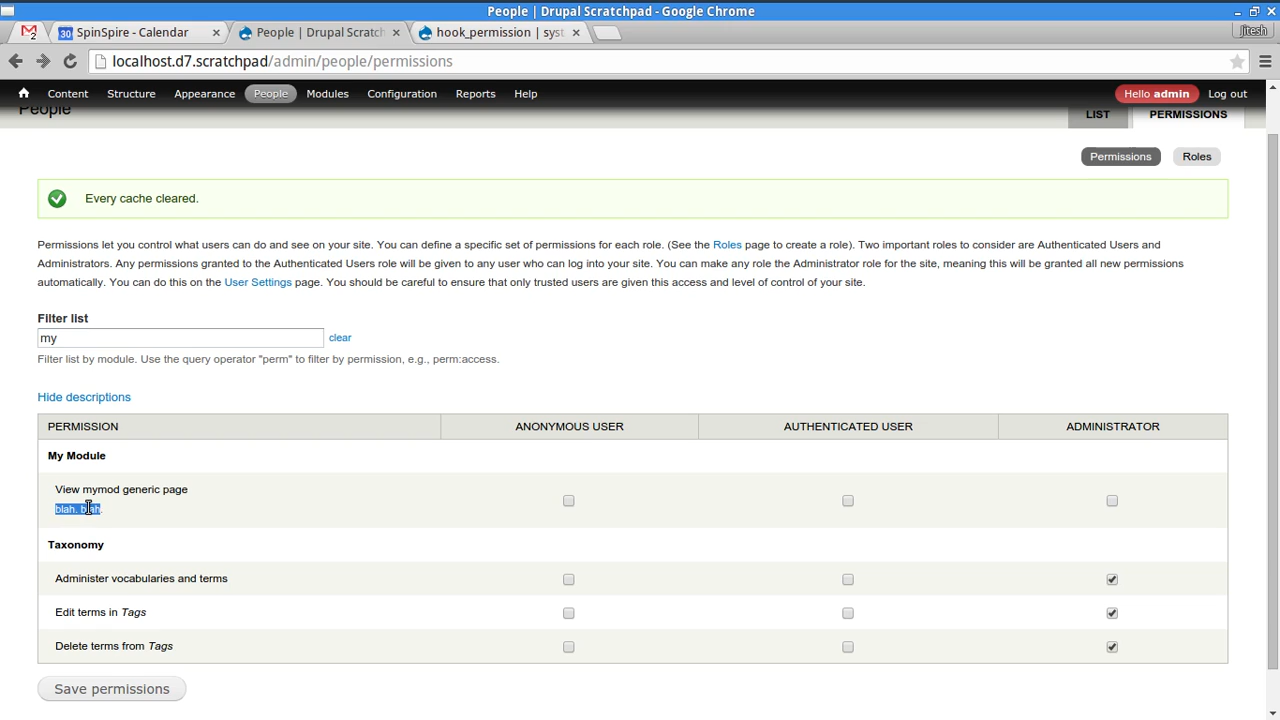 People | Drupal Scratchpad - Google Chrome
2
30 SpinSpire - Calendar
People | Drupal Scratch
hook_permission | syst
jitesh
localhost.d7.scratchpad/admin/people/permissions
Content Structure Appearance People Modules Configuration Reports Help Hello admin Log out
People
LIST PERMISSIONS
Permissions Roles
Every cache cleared.
Permissions let you control what users can do and see on your site. You can define a specific set of permissions for each role. (See the Roles page to create a role). Two important roles to consider are Authenticated Users and
Administrators. Any permissions granted to the Authenticated Users role will be given to any user who can log into your site. You can make any role the Administrator role for the site, meaning this will be granted all new permissions
automatically. You can do this on the User Settings page. You should be careful to ensure that only trusted users are given this access and level of control of your site.
Filter list
my clear
Filter list by module. Use the query operator "perm" to filter by permission, e.g., perm:access.
Hide descriptions
PERMISSION ANONYMOUS USER AUTHENTICATED USER ADMINISTRATOR
My Module
View mymod generic page
blah. blah.
Taxonomy
Administer vocabularies and terms
Edit terms in Tags
Delete terms from Tags
Save permissions